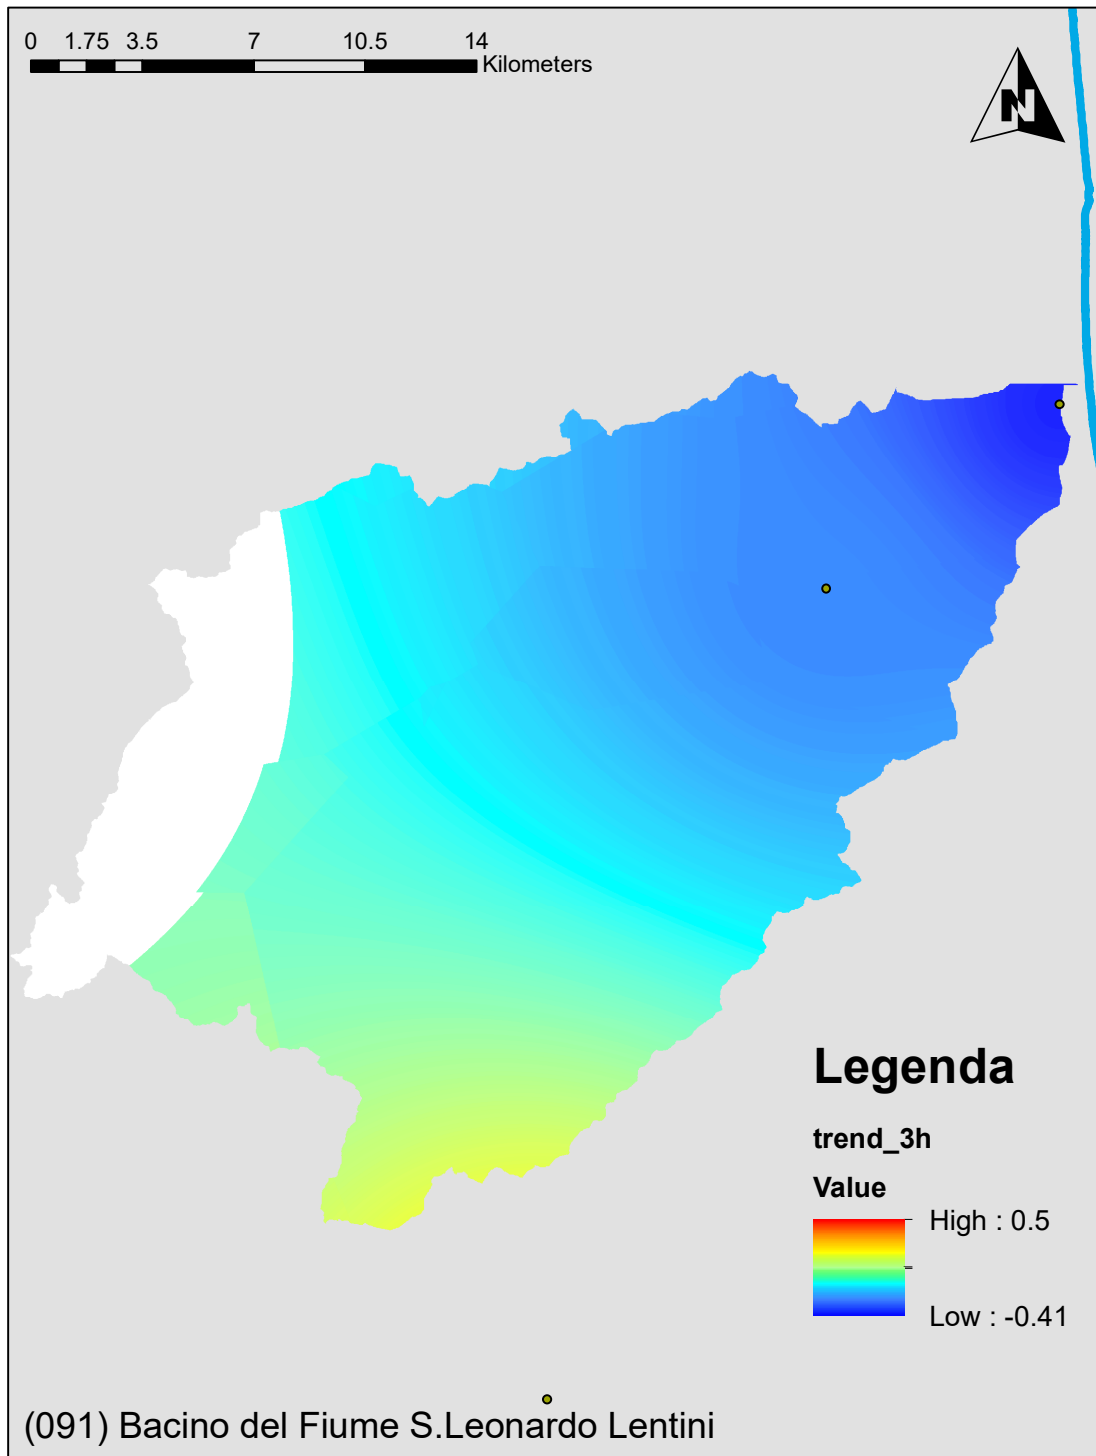 0 1.75 3.5 7 10.5 14
Kilometers
N
Legenda
trend_3h
Value
High : 0.5
Low : -0.41
(091) Bacino del Fiume S.Leonardo Lentini